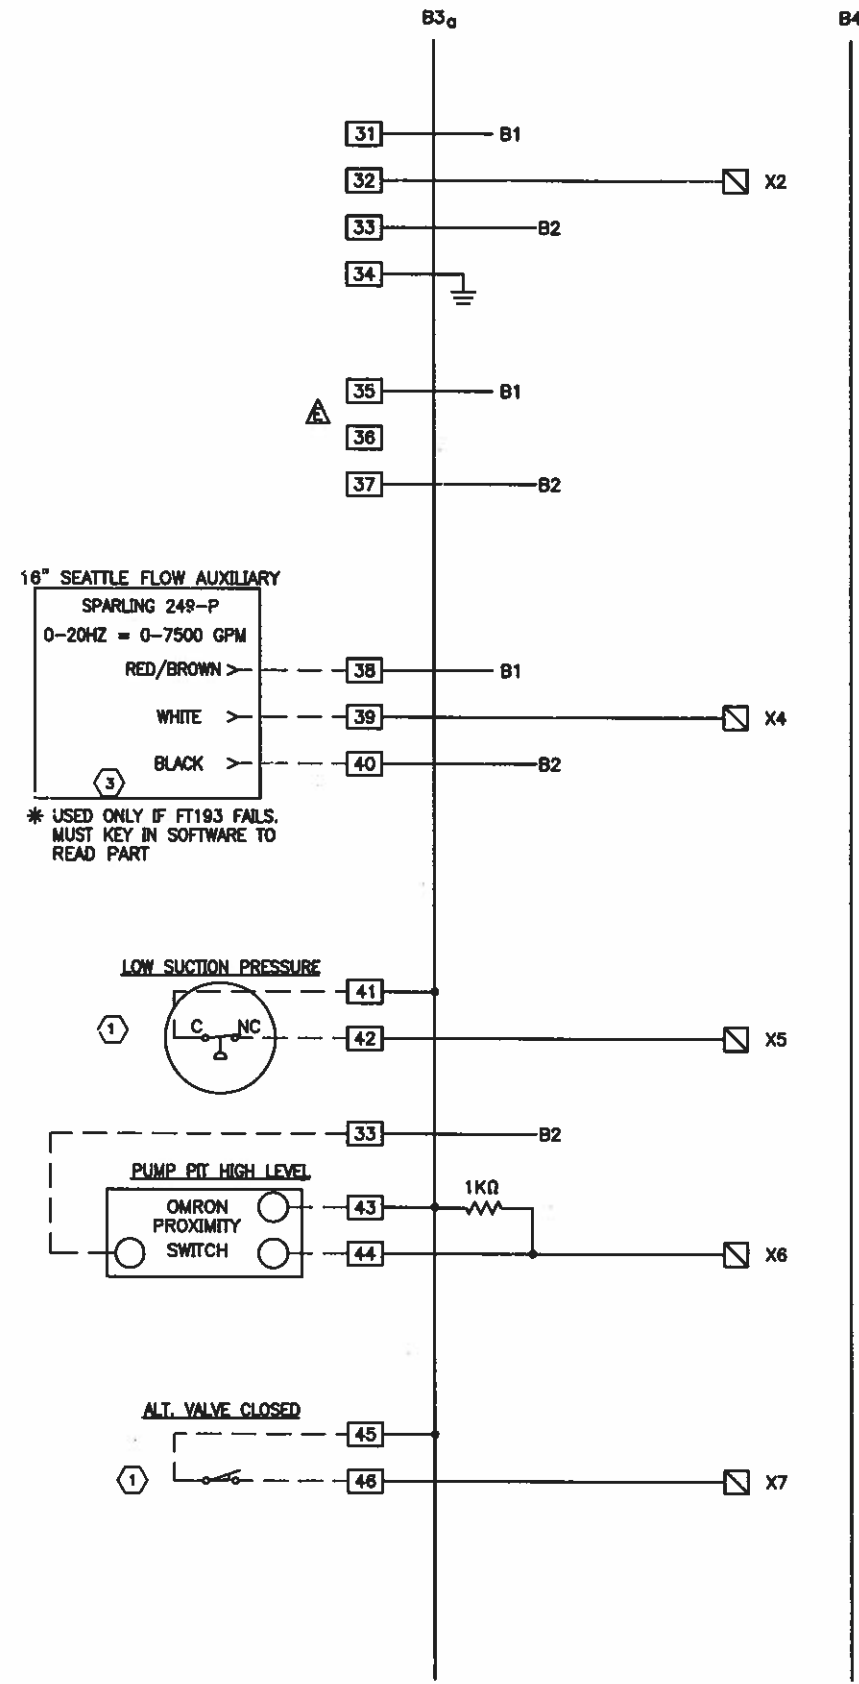 B3a
B4
31 B1
32 X2
33 B2
34
35 B1
E
36
37 B2
16" SEATTLE FLOW AUXILIARY
SPARLING 249-P
0-20HZ = 0-7500 GPM
RED/BROWN 38 B1
WHITE 39 X4
BLACK 40 B2
3
* USED ONLY IF FT193 FAILS.
MUST KEY IN SOFTWARE TO
READ PART
LOW SUCTION PRESSURE
41
1 C NC 42 X5
33 B2
PUMP PIT HIGH LEVEL
1KΩ
OMRON 43
PROXIMITY
SWITCH 44 X6
ALT. VALVE CLOSED
45
1 46 X7